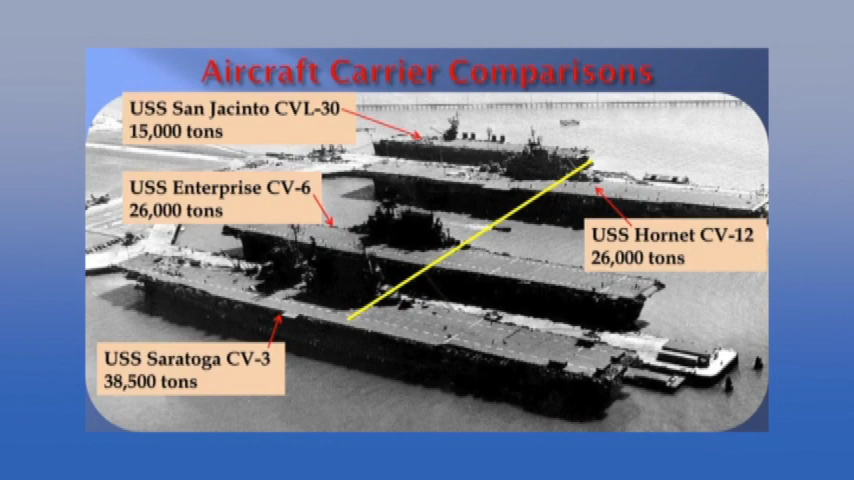 Aircraft Carrier Comparisons
USS San Jacinto CVL-30
15,000 tons
USS Enterprise CV-6
26,000 tons
USS Hornet CV-12
26,000 tons
USS Saratoga CV-3
38,500 tons